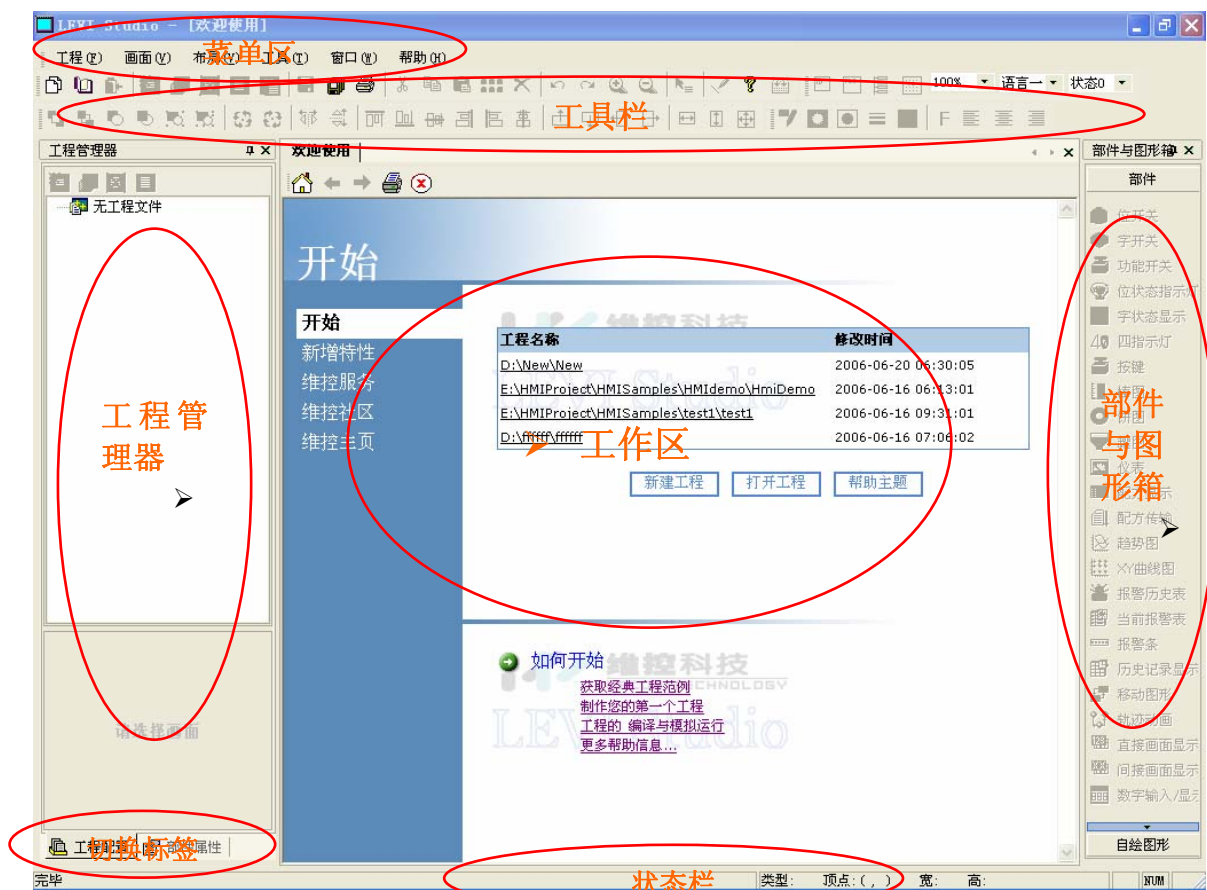 LEVI Studio - [欢迎使用]
工程(F) 画面(V) 工具(T) 窗口(W) 帮助(H)
菜单区
100% 语言一 状态0
工具栏
F
工程管理器
欢迎使用
部件与图形箱
部件
无工程文件
开始
开始
新增特性
维控服务
维控社区
维控主页
工程管
理器
维控科技
LEVI Studio
工程名称 修改时间
D:\New\New 2006-06-20 06:30:05
E:\HMIProject\HMISamples\HMIdemo\HmiDemo 2006-06-16 06:13:01
E:\HMIProject\HMISamples\test1\test1 2006-06-16 09:31:01
D:\ffffff\ffffff 2006-06-16 07:06:02
工作区
新建工程 打开工程 帮助主题
如何开始
维控科技
获取经典工程范例
制作您的第一个工程
工程的 编译与模拟运行
更多帮助信息...
LEVI Studio
请选择画面
位开关
字开关
功能开关
位状态指示灯
字状态显示
四指示灯
按键
部件
与图
形箱
仪表
配方传输
趋势图
XY曲线图
报警历史表
当前报警表
报警条
历史记录显示
移动图形
轨迹动画
直接画面显示
间接画面显示
数字输入/显示
自绘图形
切换标签
状态栏
完毕 类型: 顶点:( , ) 宽: 高: NUM